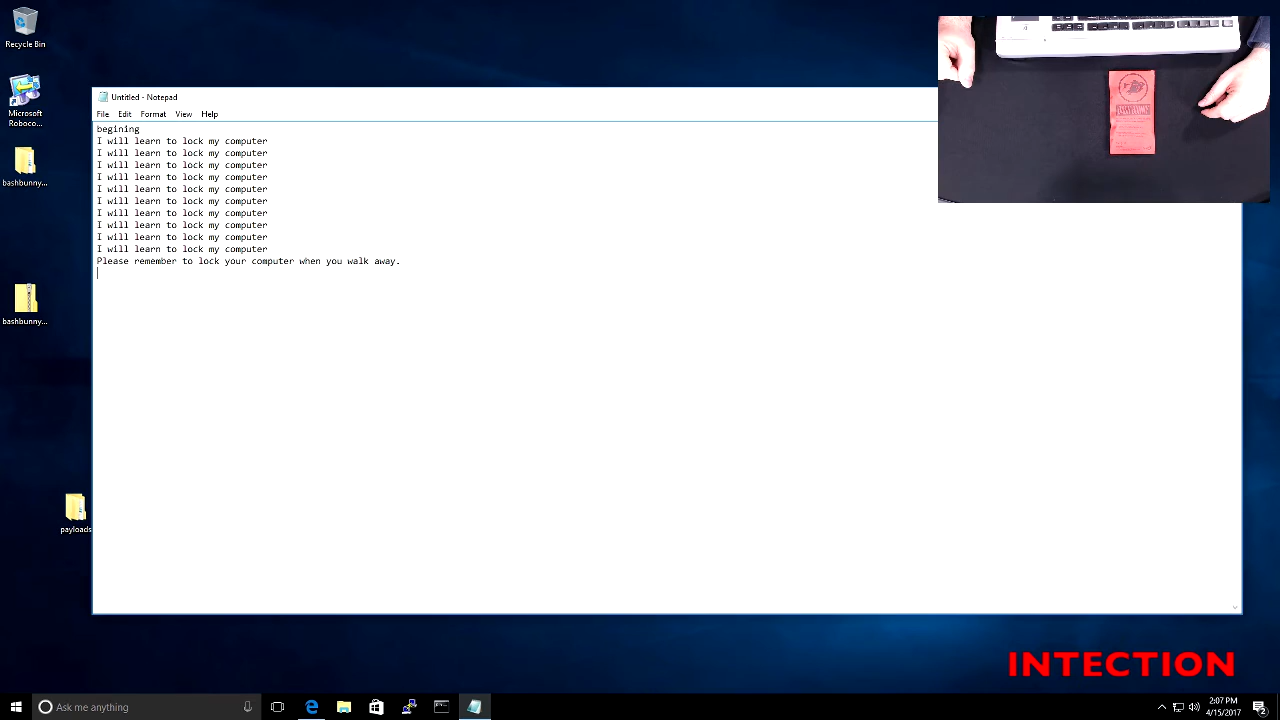 Recycle Bin
Microsoft
Roboco...
bashbunny...
bashbunny...
payloads
Untitled - Notepad
File Edit Format View Help
begining
I will learn to lock my computer
I will learn to lock my computer
I will learn to lock my computer
I will learn to lock my computer
I will learn to lock my computer
I will learn to lock my computer
I will learn to lock my computer
I will learn to lock my computer
I will learn to lock my computer
I will learn to lock my computer
Please remember to lock your computer when you walk away.
INTECTION
Ask me anything
2:07 PM
4/15/2017
2